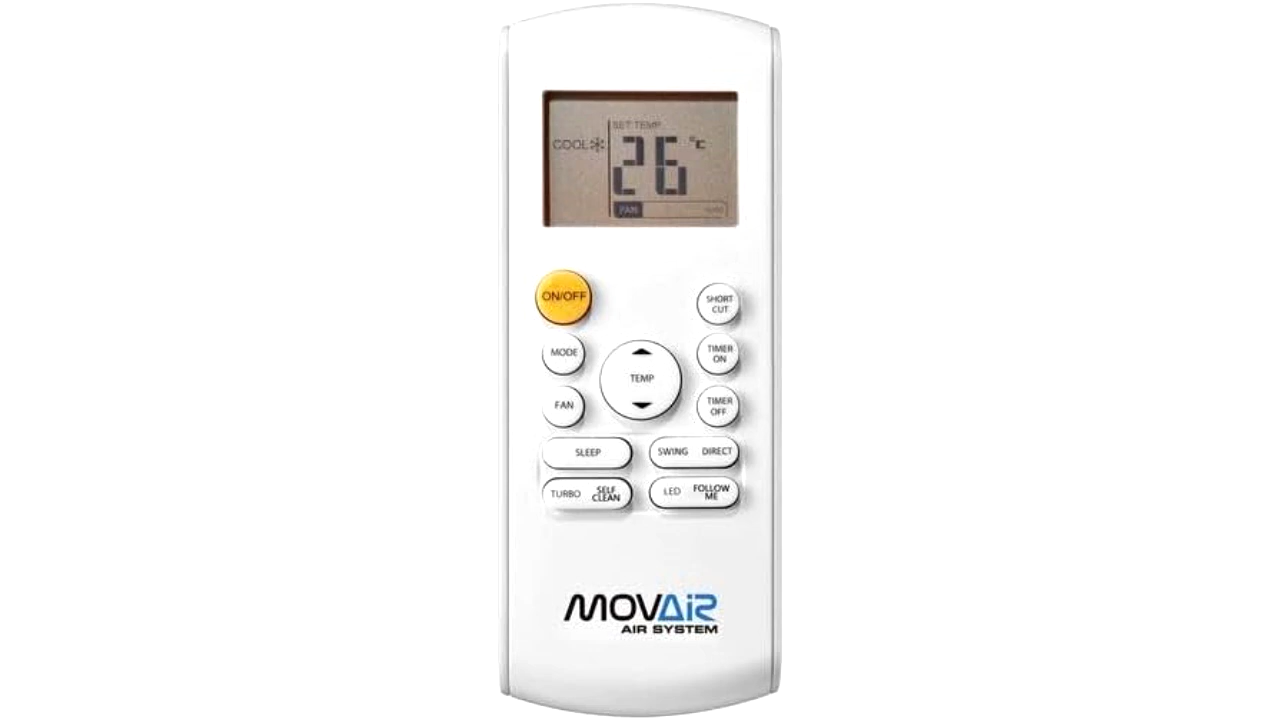 SET TEMP.
COOL
26 °C
FAN
ON/OFF
SHORT
CUT
MODE
TIMER
ON
TEMP
FAN
TIMER
OFF
SLEEP
SWING DIRECT
TURBO SELF
CLEAN
LED FOLLOW
ME
MOVAiR
AIR SYSTEM